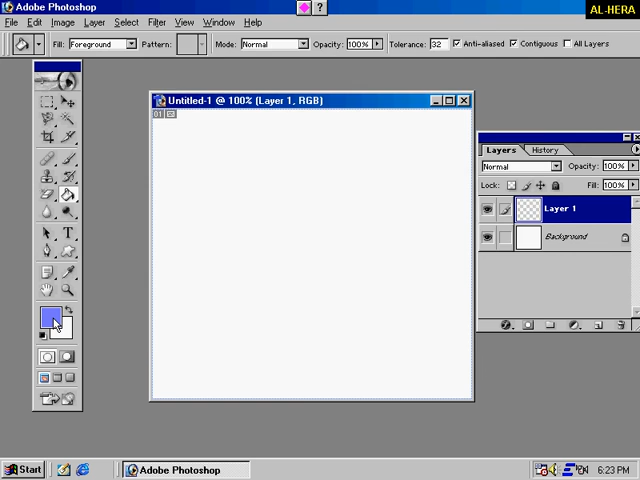 Adobe Photoshop
?
AL-HERA
File Edit Image Layer Select Filter View Window Help
Fill: Foreground Pattern: Mode: Normal Opacity: 100% Tolerance: 32 Anti-aliased Contiguous All Layers
Untitled-1 @ 100% (Layer 1, RGB)
01
Layers History
Normal Opacity: 100%
Lock: Fill: 100%
Layer 1
Background
T
Start Adobe Photoshop EN 6:23 PM